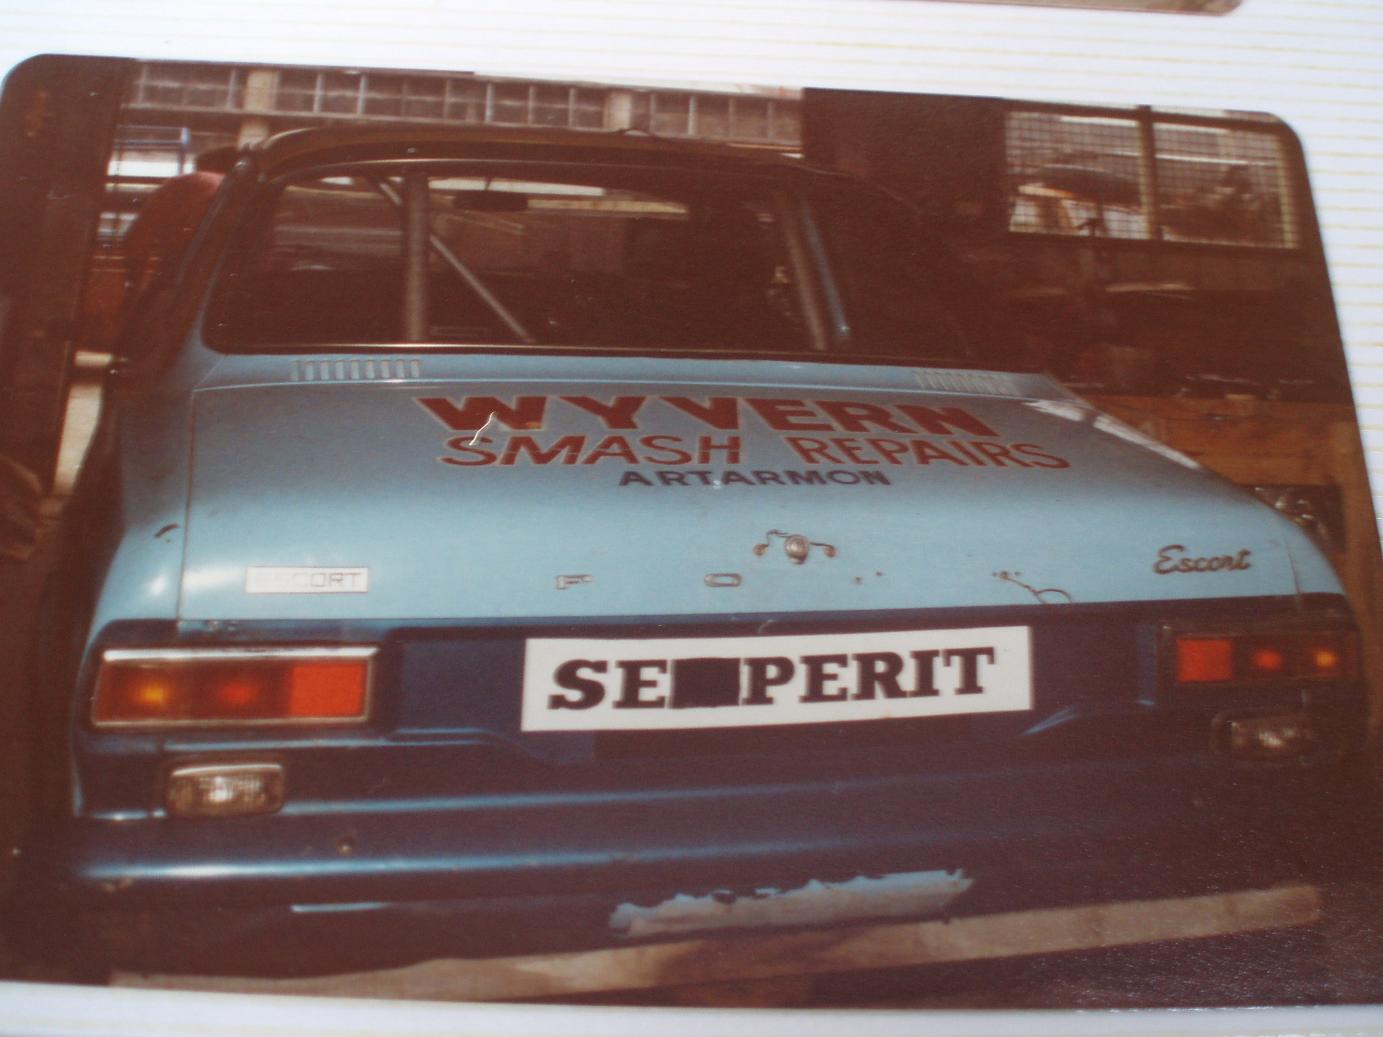 WYVERN
SMASH REPAIRS
ARTARMON
ESCORT
F O
Escort
SE PERIT